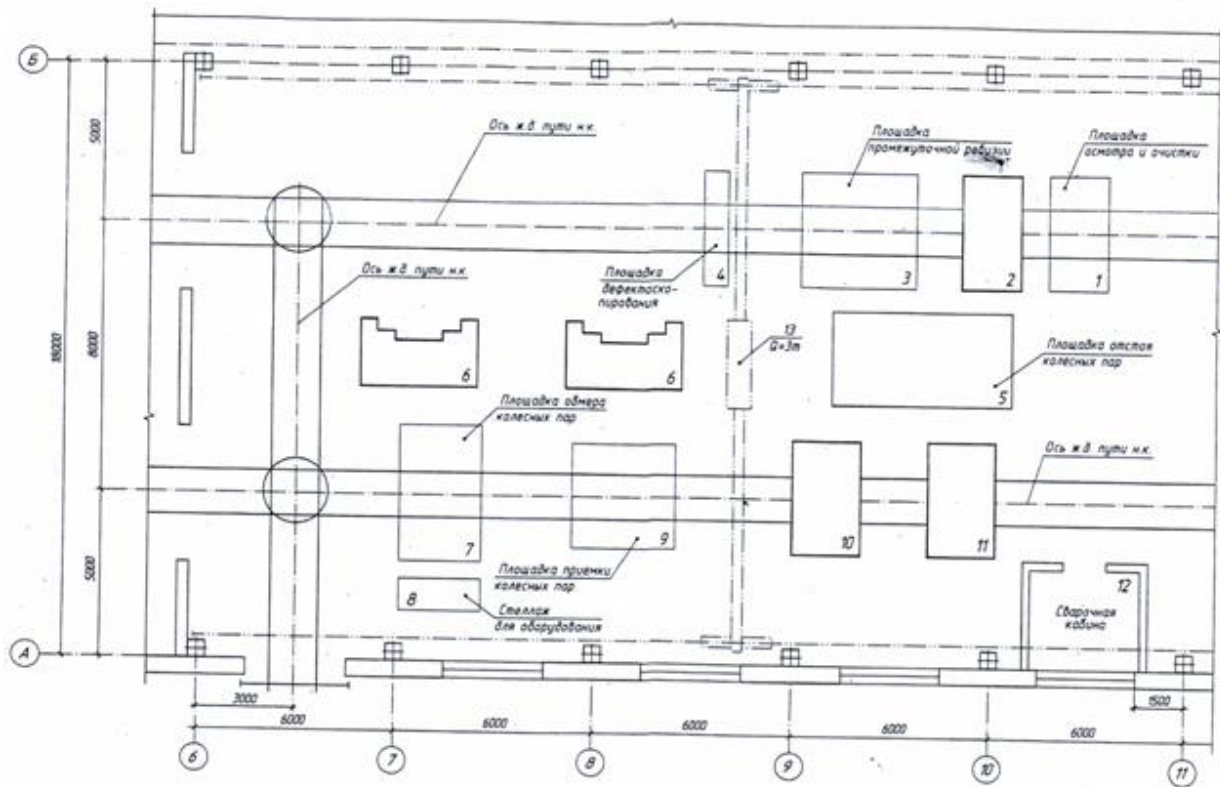 Б
5000
Ось ж.д. пути н.к.
Площадка
промежуточной ревизии
Площадка
осмотра и очистки
18000
8000
Ось ж.д. пути н.к.
Площадка
дефектоско-
пирования
4
3
2
1
13
Q=3т
6
6
Площадка отстоя
колесных пар
5
Площадка обмера
колесных пар
Ось ж.д. пути н.к.
5000
7
9
10
11
Площадка приемки
колесных пар
8
Стеллаж
для оборудования
12
Сварочная
кабина
А
3000
1500
6000
6000
6000
6000
6000
6
7
8
9
10
11